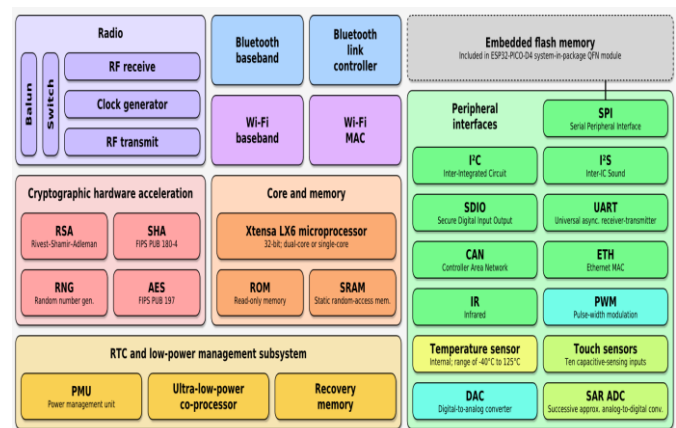 Radio
Balun
Switch
RF receive
Clock generator
RF transmit
Bluetooth
baseband
Bluetooth
link
controller
Wi-Fi
baseband
Wi-Fi
MAC
Embedded flash memory
Included in ESP32-PICO-D4 system-in-package QFN module
Cryptographic hardware acceleration
RSA
Rivest-Shamir-Adleman
SHA
FIPS PUB 180-4
RNG
Random number gen.
AES
FIPS PUB 197
Core and memory
Xtensa LX6 microprocessor
32-bit; dual-core or single-core
ROM
Read-only memory
SRAM
Static random-access mem.
RTC and low-power management subsystem
PMU
Power management unit
Ultra-low-power
co-processor
Recovery
memory
Peripheral
interfaces
SPI
Serial Peripheral Interface
I²C
Inter-Integrated Circuit
I²S
Inter-IC Sound
SDIO
Secure Digital Input Output
UART
Universal async. receiver-transmitter
CAN
Controller Area Network
ETH
Ethernet MAC
IR
Infrared
PWM
Pulse-width modulation
Temperature sensor
Internal; range of -40°C to 125°C
Touch sensors
Ten capacitive-sensing inputs
DAC
Digital-to-analog converter
SAR ADC
Successive approx. analog-to-digital conv.